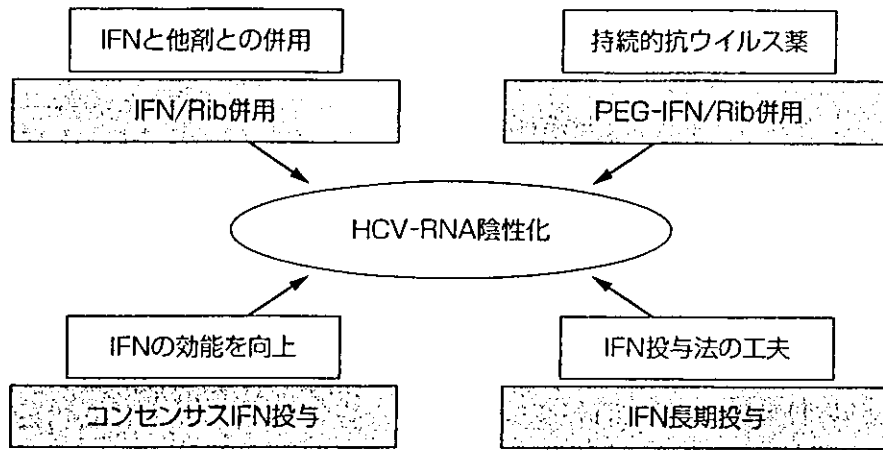 IFNと他剤との併用
IFN/Rib併用
持続的抗ウイルス薬
PEG-IFN/Rib併用
HCV-RNA陰性化
IFNの効能を向上
コンセンサスIFN投与
IFN投与法の工夫
IFN長期投与